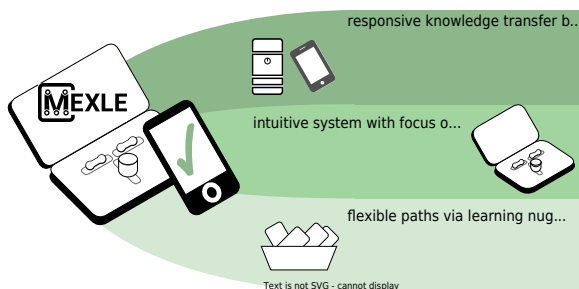 responsive knowledge transfer b...
MEXLE
intuitive system with focus o...
flexible paths via learning nug...
Text is not SVG - cannot display